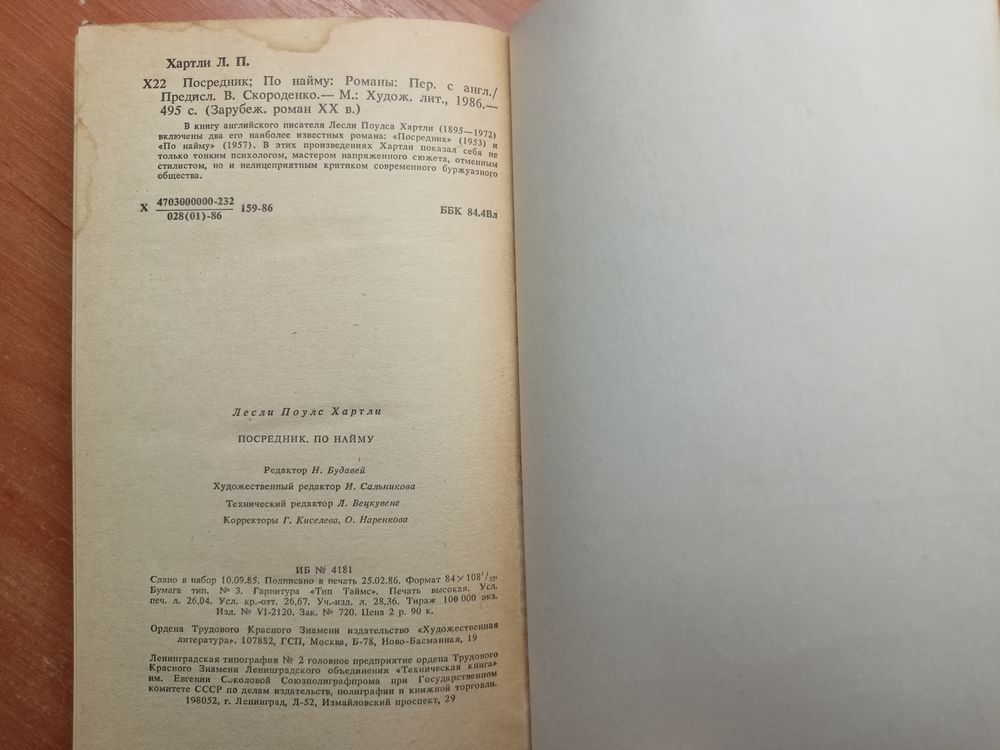 Хартли Л. П.
Х22 Посредник; По найму: Романы: Пер. с англ./
Предисл. В. Скороденко.— М.: Худож. лит., 1986.—
495 с. (Зарубеж. роман XX в.)
В книгу английского писателя Лесли Поулса Хартли (1895—1972)
включены два его наиболее известных романа: «Посредник» (1953) и
«По найму» (1957). В этих произведениях Хартли показал себя не
только тонким психологом, мастером напряженного сюжета, отменным
стилистом, но и нелицеприятным критиком современного буржуазного
общества.
Х 4703000000-232 159-86
028(01)-86
ББК 84.4Вл
Лесли Поулс Хартли
ПОСРЕДНИК. ПО НАЙМУ
Редактор Н. Будавей
Художественный редактор И. Сальникова
Технический редактор Л. Вецкувене
Корректоры Г. Киселева, О. Наренкова
ИБ № 4181
Сдано в набор 10.09.85. Подписано в печать 25.02.86. Формат 84×108¹/₃₂.
Бумага тип. № 3. Гарнитура «Тип Таймс». Печать высокая. Усл.
печ. л. 26,04. Усл. кр.-отт. 26,67. Уч.-изд. л. 28,36. Тираж 100 000 экз.
Изд. № VI-2120. Зак. № 720. Цена 2 р. 90 к.
Ордена Трудового Красного Знамени издательство «Художественная
литература». 107882, ГСП, Москва, Б-78, Ново-Басманная, 19
Ленинградская типография № 2 головное предприятие ордена Трудового
Красного Знамени Ленинградского объединения «Техническая книга»
им. Евгении Соколовой Союзполиграфпрома при Государственном
комитете СССР по делам издательств, полиграфии и книжной торговли.
198052, г. Ленинград, Л-52, Измайловский проспект, 29